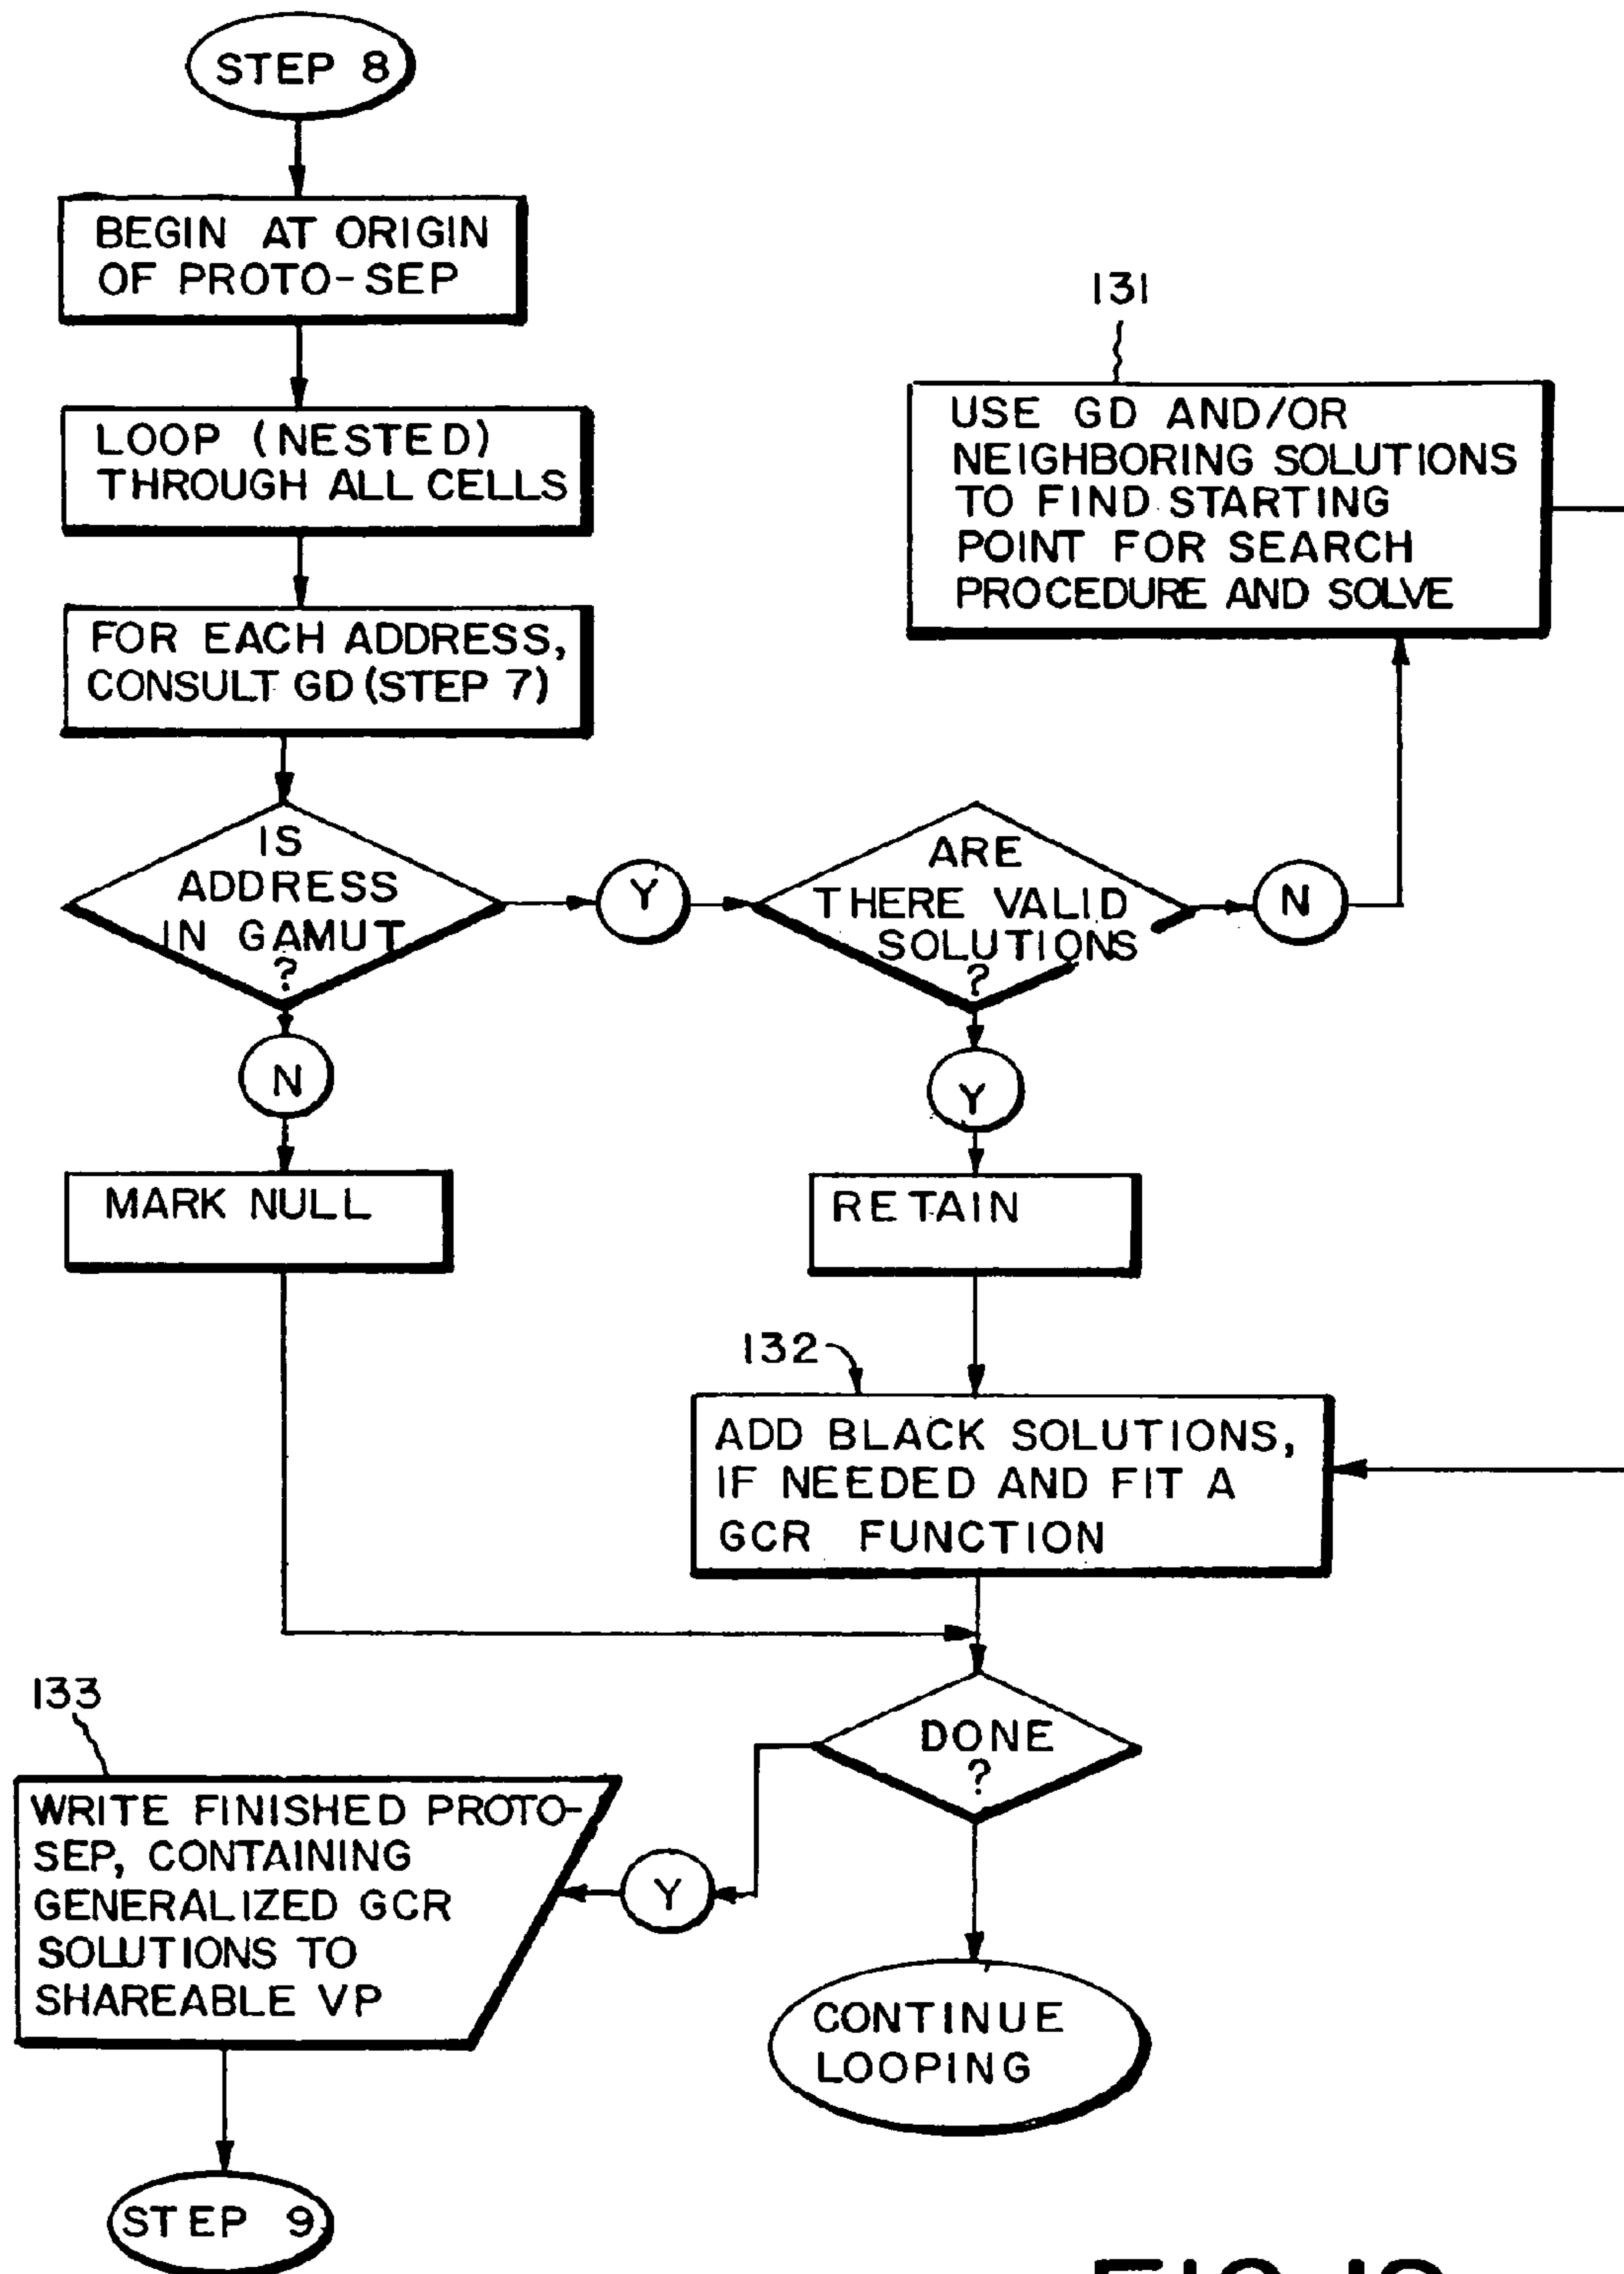 STEP 8
BEGIN AT ORIGIN
OF PROTO-SEP
LOOP (NESTED)
THROUGH ALL CELLS
FOR EACH ADDRESS,
CONSULT GD (STEP 7)
IS
ADDRESS
IN GAMUT
?
Y
ARE
THERE VALID
SOLUTIONS
?
N
131
USE GD AND/OR
NEIGHBORING SOLUTIONS
TO FIND STARTING
POINT FOR SEARCH
PROCEDURE AND SOLVE
N
MARK NULL
Y
RETAIN
132
ADD BLACK SOLUTIONS,
IF NEEDED AND FIT A
GCR FUNCTION
DONE
?
133
Y
WRITE FINISHED PROTO-
SEP, CONTAINING
GENERALIZED GCR
SOLUTIONS TO
SHAREABLE VP
CONTINUE
LOOPING
STEP 9